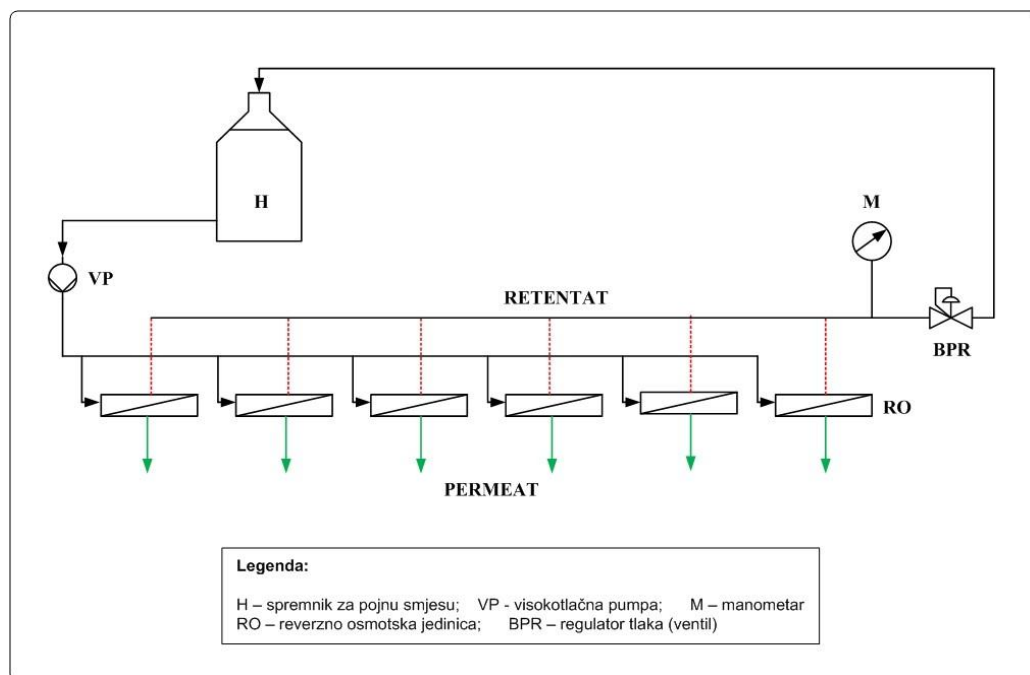 H
M
VP
RETENTAT
BPR
RO
PERMEAT
Legenda:
H – spremnik za pojnu smjesu; VP - visokotlačna pumpa; M – manometar
RO – reverzno osmotska jedinica; BPR – regulator tlaka (ventil)